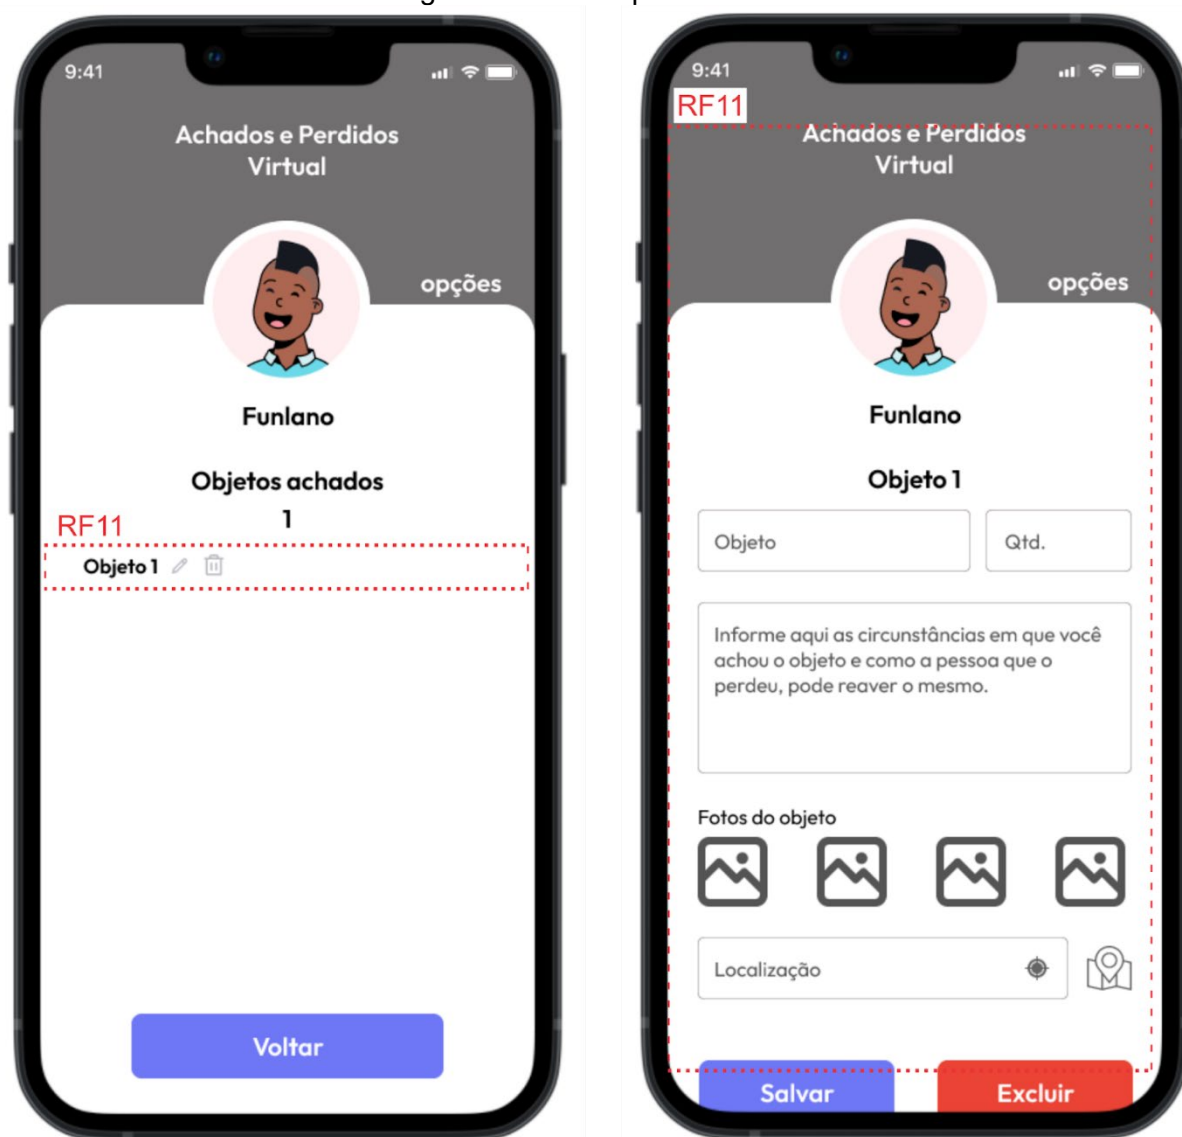 9:41
Achados e Perdidos
Virtual
opções
Funlano
Objetos achados
1
RF11
Objeto 1
Voltar
9:41
RF11
Achados e Perdidos
Virtual
opções
Funlano
Objeto 1
Objeto
Qtd.
Informe aqui as circunstâncias em que você
achou o objeto e como a pessoa que o
perdeu, pode reaver o mesmo.
Fotos do objeto
Localização
Salvar
Excluir